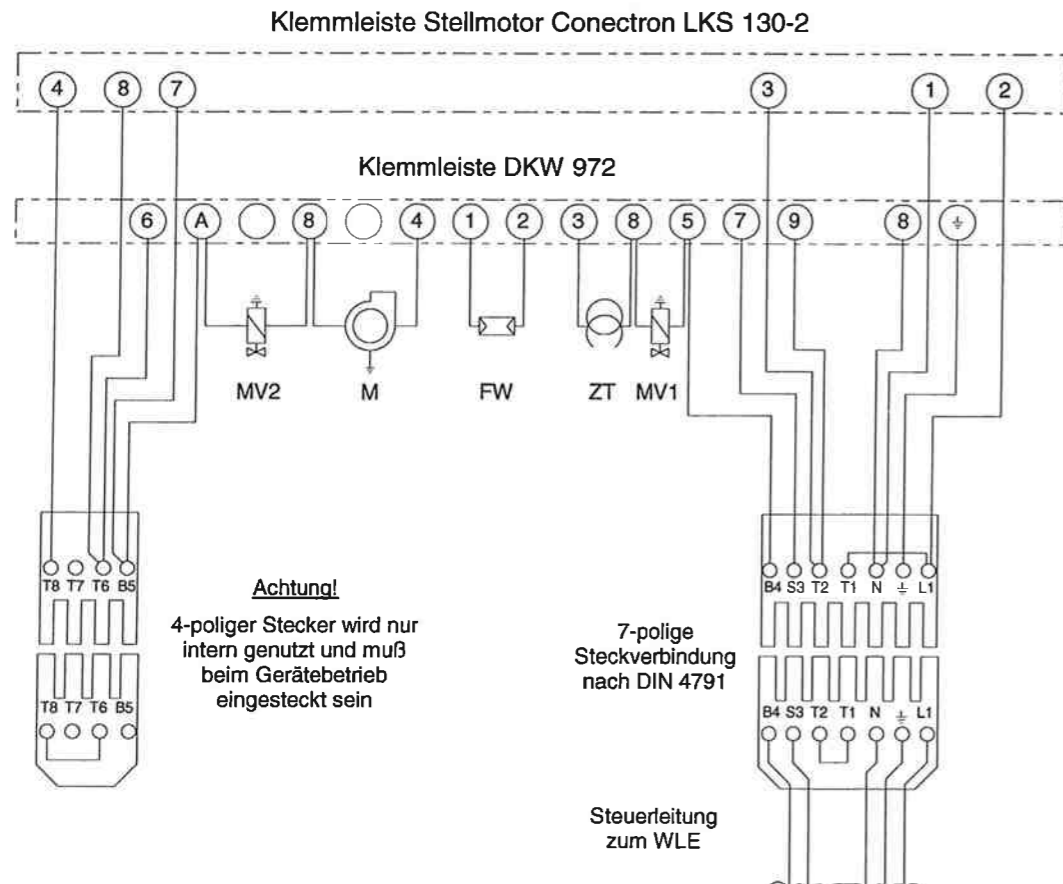 Klemmleiste Stellmotor Conectron LKS 130-2
4 8 7 3 1 2
Klemmleiste DKW 972
6 A 8 4 1 2 3 8 5 7 9 8
MV2 M FW ZT MV1
T8 T7 T6 B5
B4 S3 T2 T1 N L1
Achtung!
4-poliger Stecker wird nur
intern genutzt und muß
beim Gerätebetrieb
eingesteckt sein
7-polige
Steckverbindung
nach DIN 4791
T8 T7 T6 B5
B4 S3 T2 T1 N L1
Steuerleitung
zum WLE